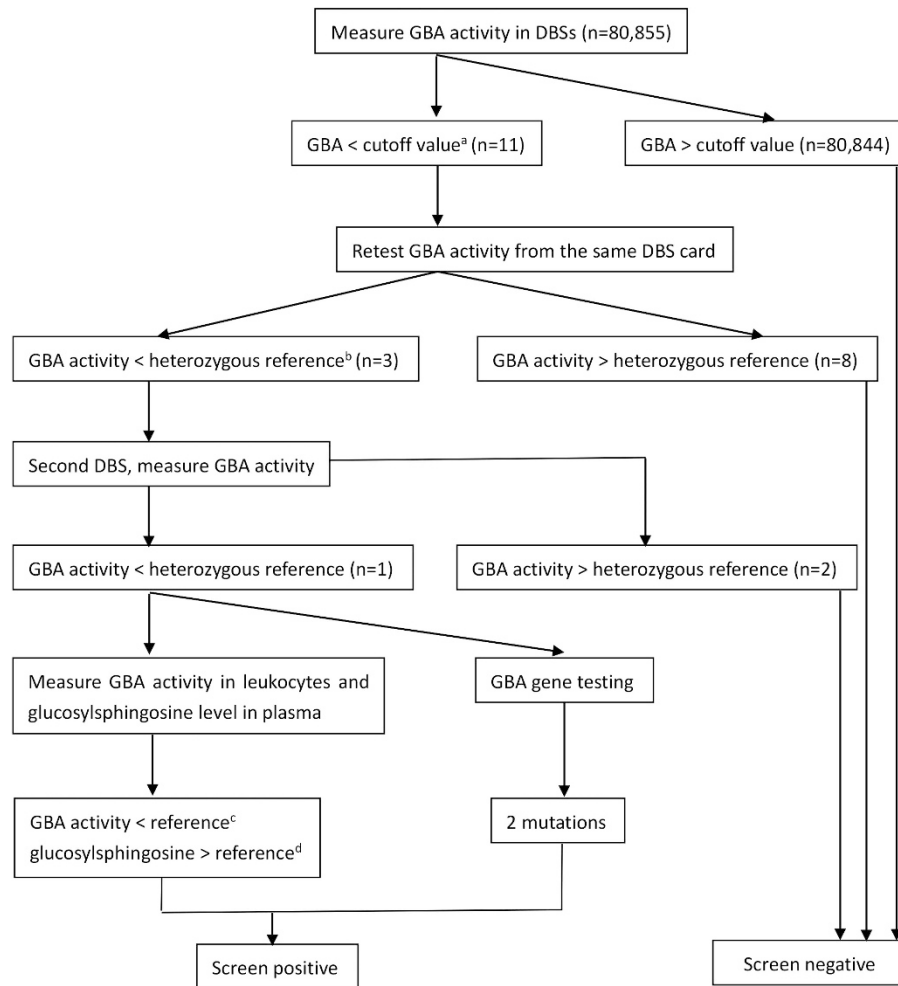 Measure GBA activity in DBSs (n=80,855)
GBA < cutoff valueᵃ (n=11)
GBA > cutoff value (n=80,844)
Retest GBA activity from the same DBS card
GBA activity < heterozygous referenceᵇ (n=3)
GBA activity > heterozygous reference (n=8)
Second DBS, measure GBA activity
GBA activity < heterozygous reference (n=1)
GBA activity > heterozygous reference (n=2)
Measure GBA activity in leukocytes and
glucosylsphingosine level in plasma
GBA gene testing
GBA activity < referenceᶜ
glucosylsphingosine > referenceᵈ
2 mutations
Screen positive
Screen negative